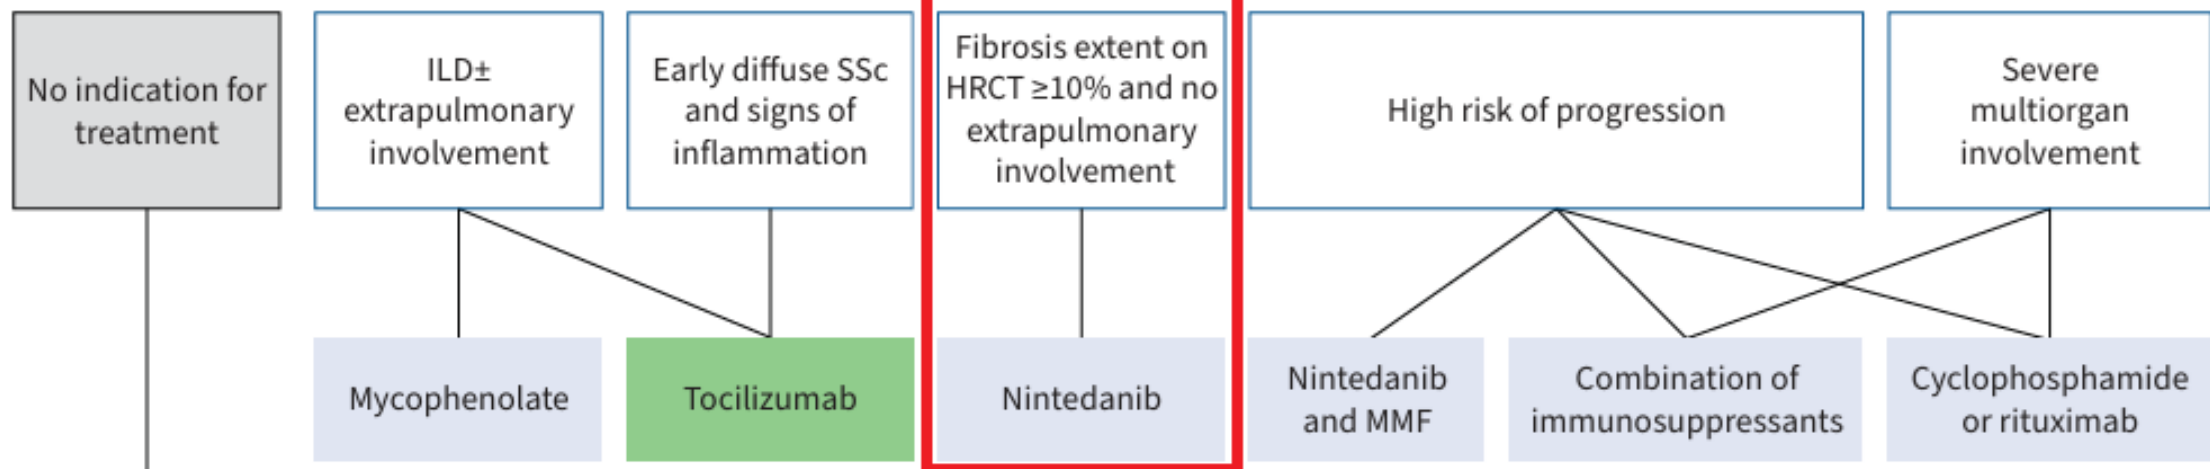 No indication for
treatment
ILD±
extrapulmonary
involvement
Early diffuse SSc
and signs of
inflammation
Fibrosis extent on
HRCT ≥10% and no
extrapulmonary
involvement
High risk of progression
Severe
multiorgan
involvement
Mycophenolate
Tocilizumab
Nintedanib
Nintedanib
and MMF
Combination of
immunosuppressants
Cyclophosphamide
or rituximab